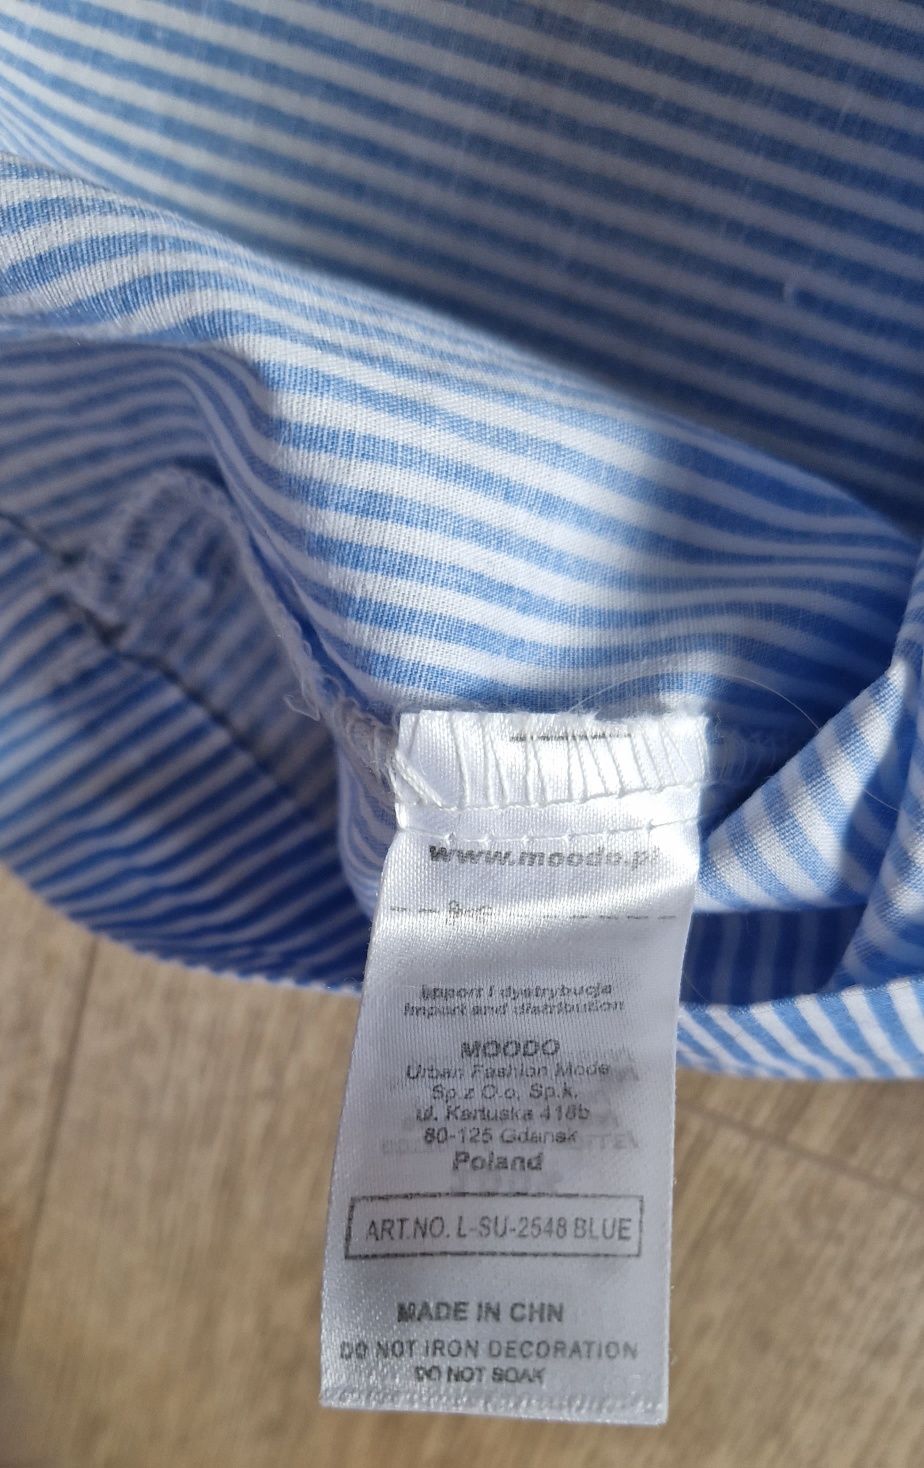 www.moodo.pl
Import i dystrybucja
Import and distribution
MOODO
Urban Fashion Mode
Sp.z O.o, Sp.k.
ul. Kartuska 418b
80-125 Gdansk
Poland
ART.NO. L-SU-2548 BLUE
MADE IN CHN
DO NOT IRON DECORATION
DO NOT SOAK